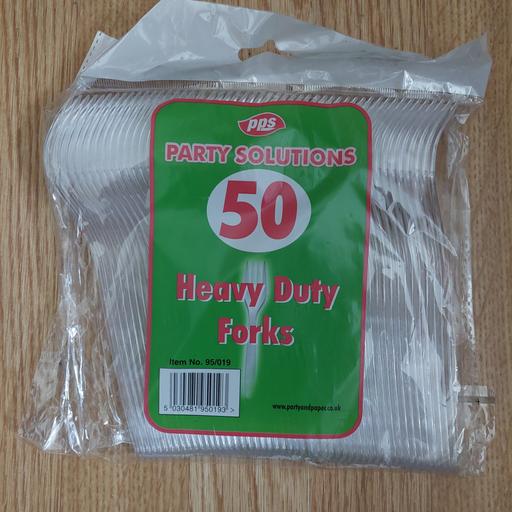 pps
PARTY SOLUTIONS
50
Heavy Duty
Forks
Item No. 95/019
5 030481 950193 >
www.partyandpaper.co.uk